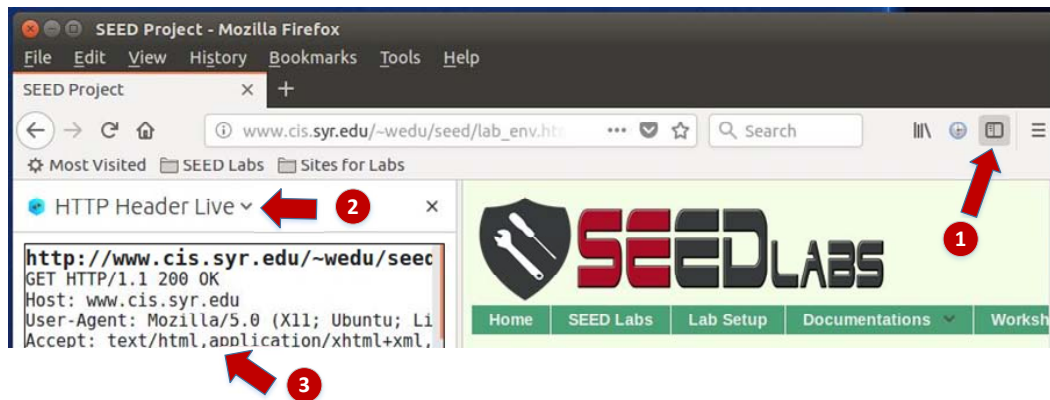 SEED Project - Mozilla Firefox
File Edit View History Bookmarks Tools Help
SEED Project × +
www.cis.syr.edu/~wedu/seed/lab_env.ht ••• Search
Most Visited SEED Labs Sites for Labs
HTTP Header Live 2 ×
1
http://www.cis.syr.edu/~wedu/seed
GET HTTP/1.1 200 OK
Host: www.cis.syr.edu
User-Agent: Mozilla/5.0 (X11; Ubuntu; Li
Accept: text/html,application/xhtml+xml,
SEEDLABS
Home SEED Labs Lab Setup Documentations Worksh
3